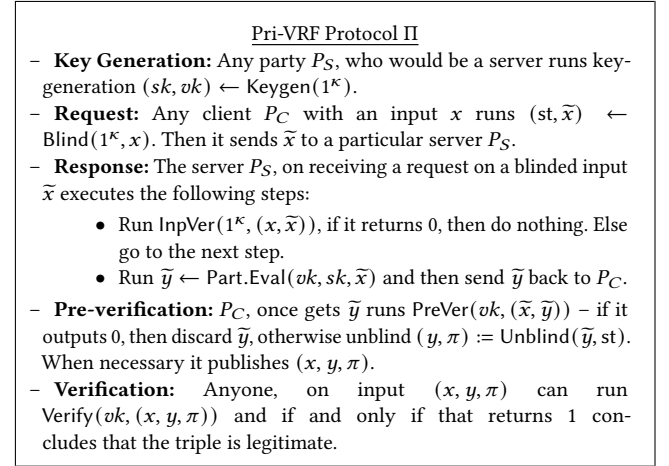 Pri-VRF Protocol Π
– Key Generation: Any party P_S, who would be a server runs key-
generation (sk, vk) ← Keygen(1^κ).
– Request: Any client P_C with an input x runs (st, x̃) ←
Blind(1^κ, x). Then it sends x̃ to a particular server P_S.
– Response: The server P_S, on receiving a request on a blinded input
x̃ executes the following steps:
• Run InpVer(1^κ, (x, x̃)), if it returns 0, then do nothing. Else
go to the next step.
• Run ỹ ← Part.Eval(vk, sk, x̃) and then send ỹ back to P_C.
– Pre-verification: P_C, once gets ỹ runs PreVer(vk, (x̃, ỹ)) – if it
outputs 0, then discard ỹ, otherwise unblind (y, π) := Unblind(ỹ, st).
When necessary it publishes (x, y, π).
– Verification: Anyone, on input (x, y, π) can run
Verify(vk, (x, y, π)) and if and only if that returns 1 con-
cludes that the triple is legitimate.